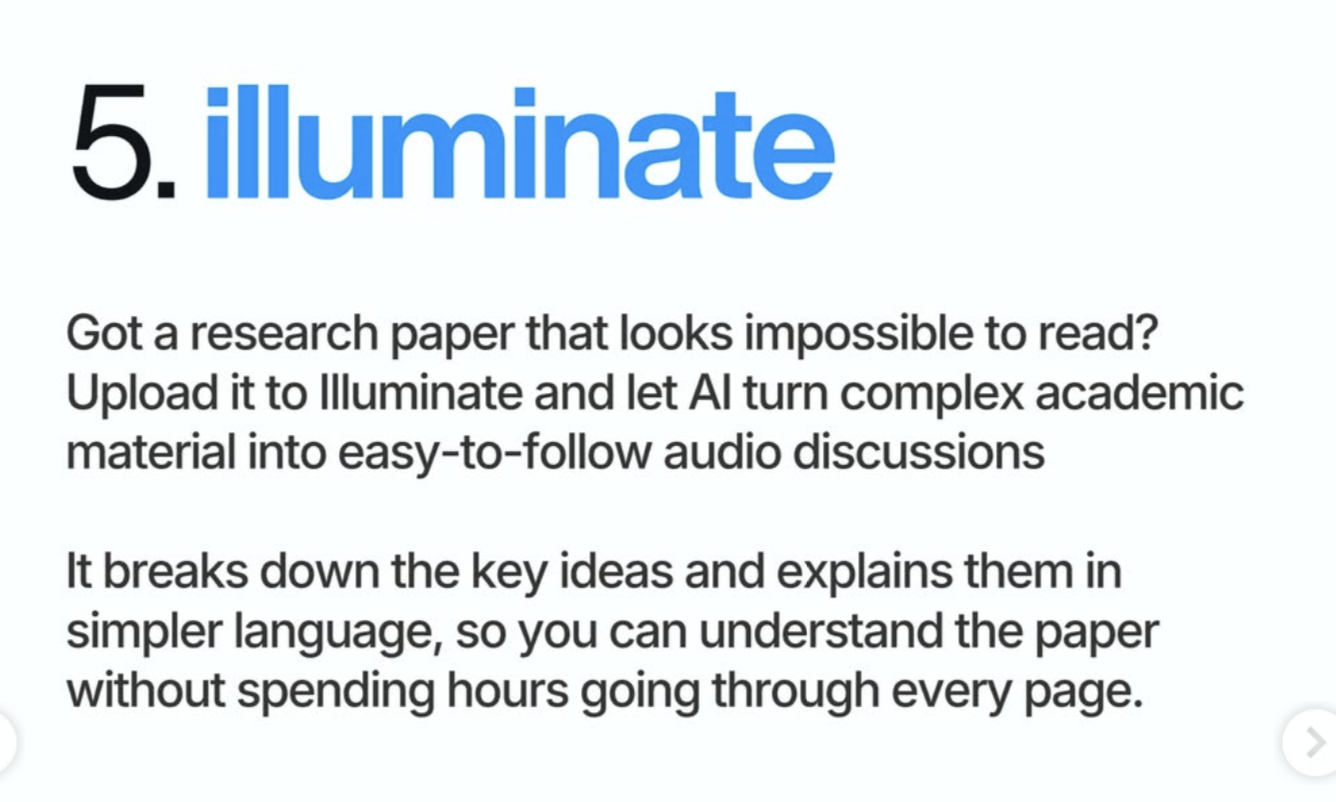 5. illuminate
Got a research paper that looks impossible to read?
Upload it to Illuminate and let AI turn complex academic
material into easy-to-follow audio discussions
It breaks down the key ideas and explains them in
simpler language, so you can understand the paper
without spending hours going through every page.